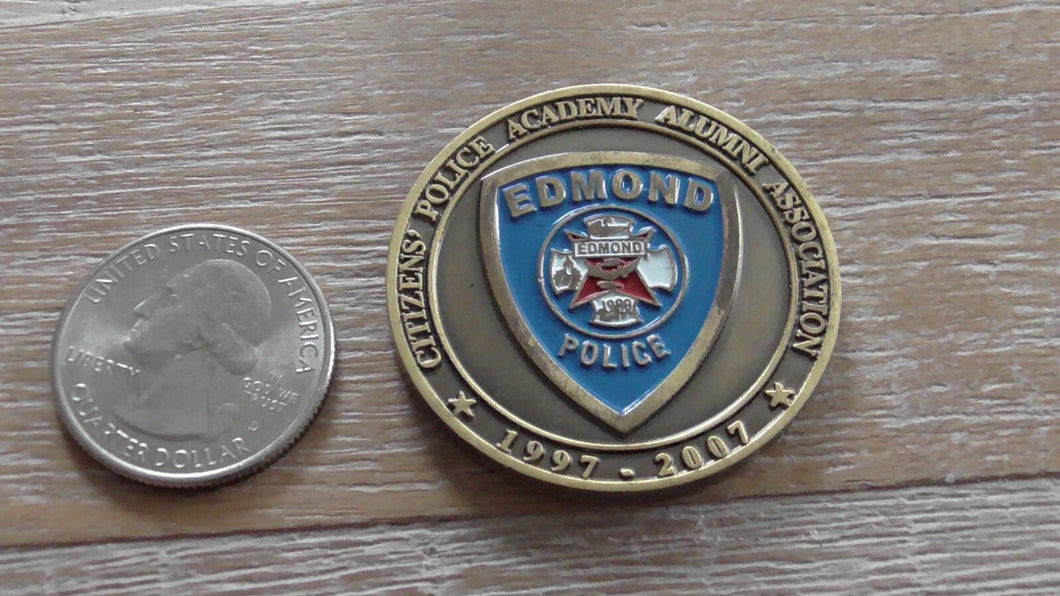 UNITED STATES OF AMERICA
LIBERTY
IN
GOD WE
TRUST
D
QUARTER DOLLAR
CITIZENS' POLICE ACADEMY ALUMNI ASSOCIATION
EDMOND
EDMOND
1889
POLICE
★ 1997 - 2007 ★